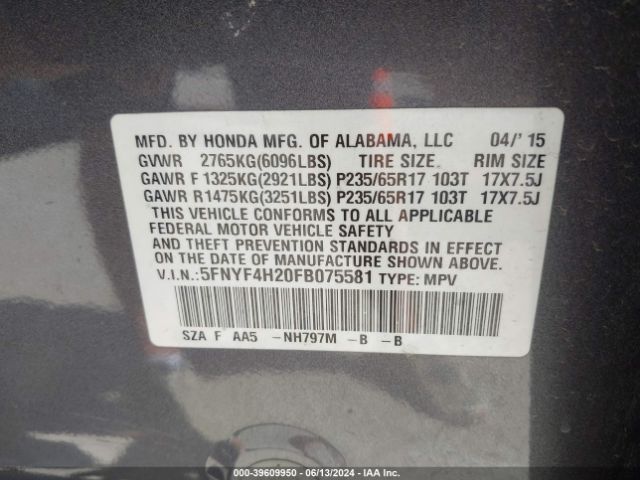 MFD. BY HONDA MFG. OF ALABAMA, LLC 04/'15
GVWR 2765KG(6096LBS) TIRE SIZE RIM SIZE
GAWR F 1325KG(2921LBS) P235/65R17 103T 17X7.5J
GAWR R1475KG(3251LBS) P235/65R17 103T 17X7.5J
THIS VEHICLE CONFORMS TO ALL APPLICABLE
FEDERAL MOTOR VEHICLE SAFETY
AND THEFT PREVENTION STANDARDS IN EFFECT
ON THE DATE OF MANUFACTURE SHOWN ABOVE.
V.I.N.: 5FNYF4H20FB075581 TYPE: MPV
SZA F AA5 -NH797M -B -B
000-39609950 - 06/13/2024 - IAA Inc.